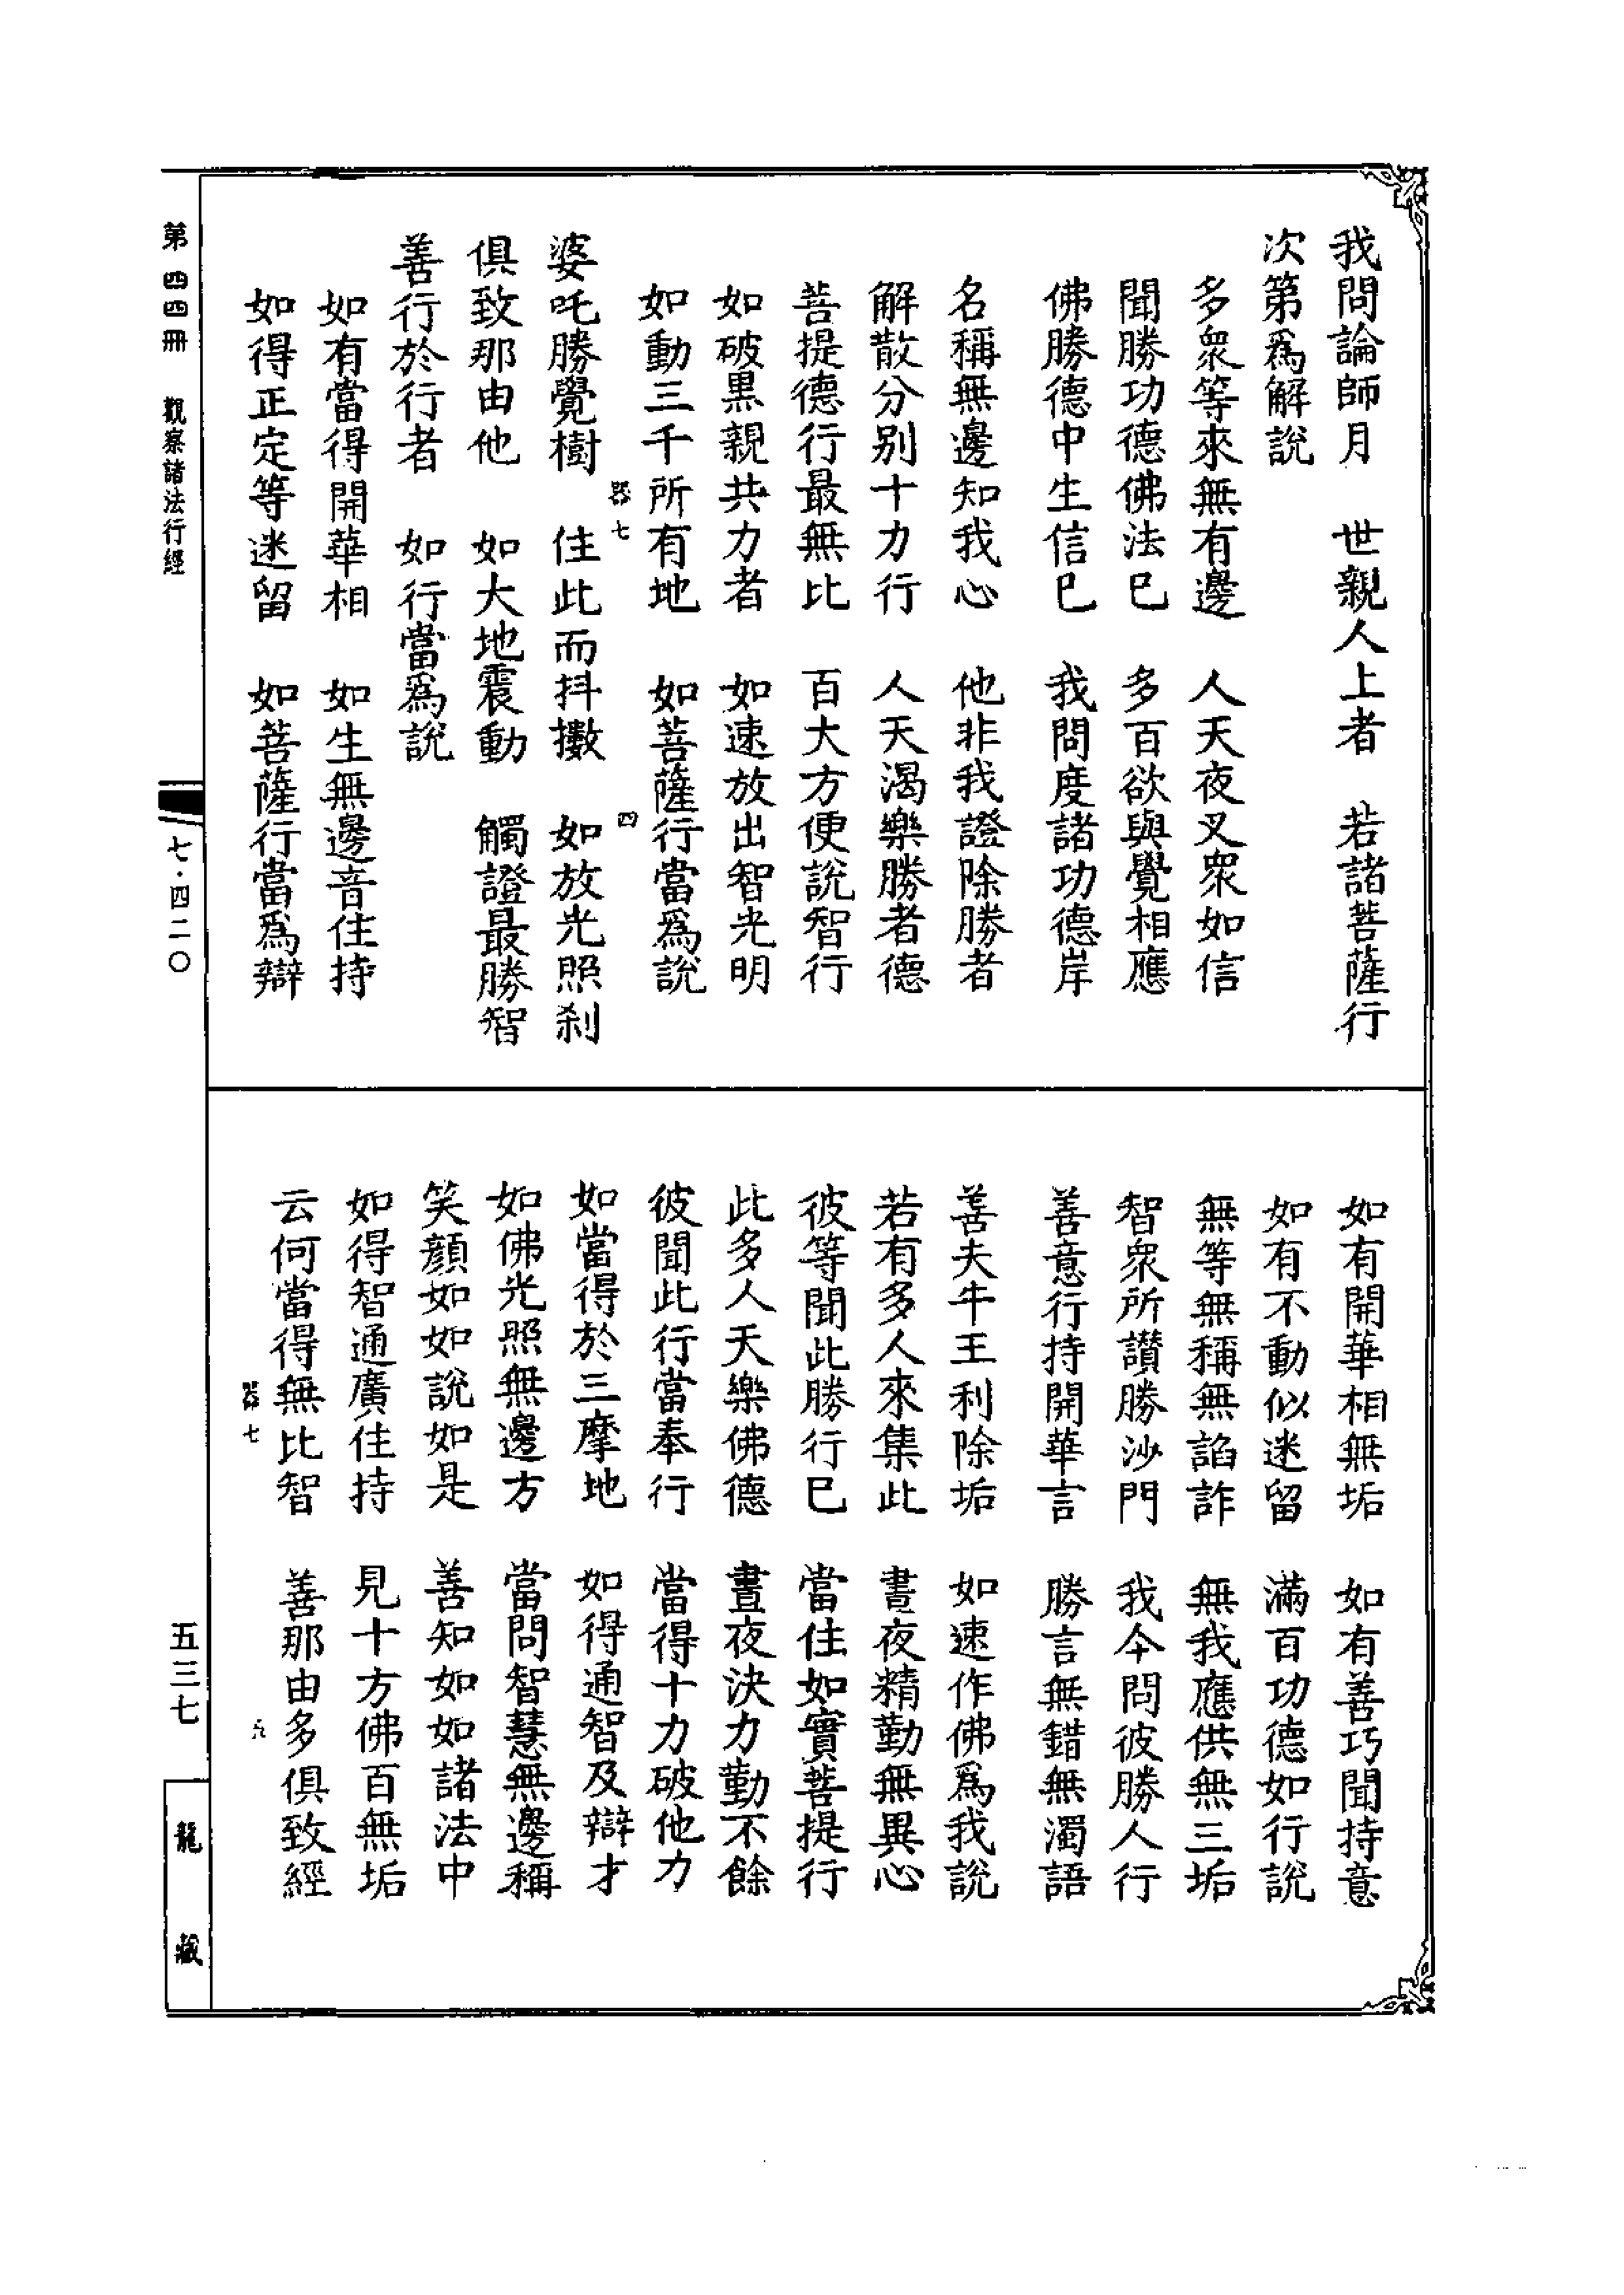 我問論師月　世親人上者　若諸菩薩行
次第爲解說
多衆等來無有邊　人天夜叉衆如信
聞勝功德佛法已　多百欲與覺相應
佛勝德中生信已　我問度諸功德岸
名稱無邊知我心　他非我證除勝者
解散分別十力行　人天渴樂勝者德
菩提德行最無比　百大方便說智行
如破黒親共力者　如速放出智光明
如動三千所有地　如菩薩行當爲說
器七　四
婆吒勝覺樹　住此而抖擻　如放光照刹
俱致那由他　如大地震動　觸證最勝智
善行於行者　如行當爲說
如有當得開華相　如生無邊音住持
如得正定等迷留　如菩薩行當爲辯
如有開華相無垢　如有善巧聞持意
如有不動似迷留　滿百功德如行說
無等無稱無諂詐　無我應供無三垢
智衆所讚勝沙門　我今問彼勝人行
善意行持開華言　勝言無錯無濁語
善夫牛王利除垢　如速作佛爲我說
若有多人來集此　晝夜精勤無異心
彼等聞此勝行已　當住如實菩提行
此多人天樂佛德　晝夜決力勤不餘
彼聞此行當奉行　當得十力破他力
如當得於三摩地　如得通智及辯才
如佛光照無邊方　當問智慧無邊稱
笑顏如如說如是　善知如如諸法中
如得智通廣住持　見十方佛百無垢
云何當得無比智　善那由多俱致經
器七　六
第四四冊　觀察諸法行經
七·四二〇
五三七
龍藏